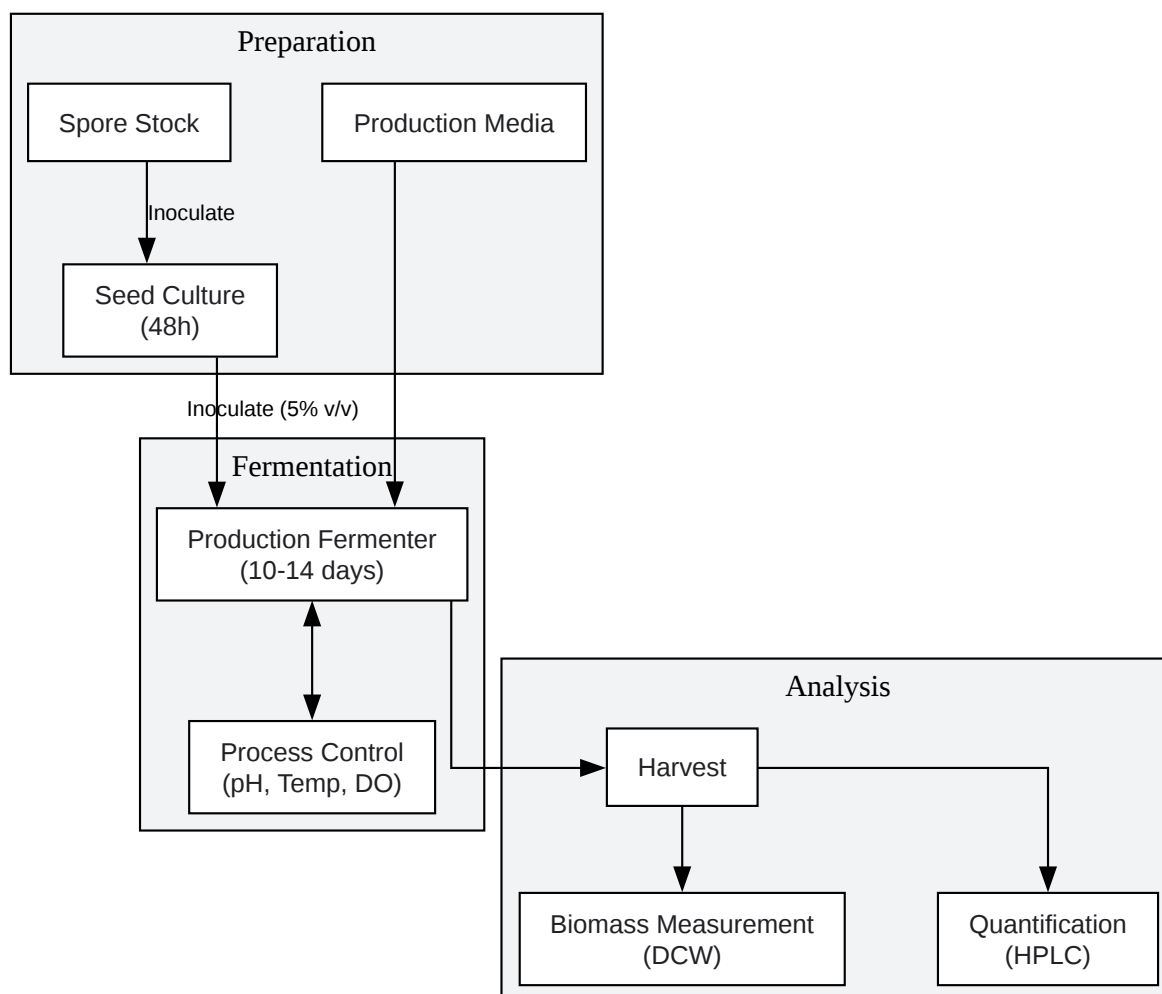 Preparation
Spore Stock
Production Media
Inoculate
Seed Culture
(48h)
Inoculate (5% v/v)
Fermentation
Production Fermenter
(10-14 days)
Process Control
(pH, Temp, DO)
Analysis
Harvest
Biomass Measurement
(DCW)
Quantification
(HPLC)